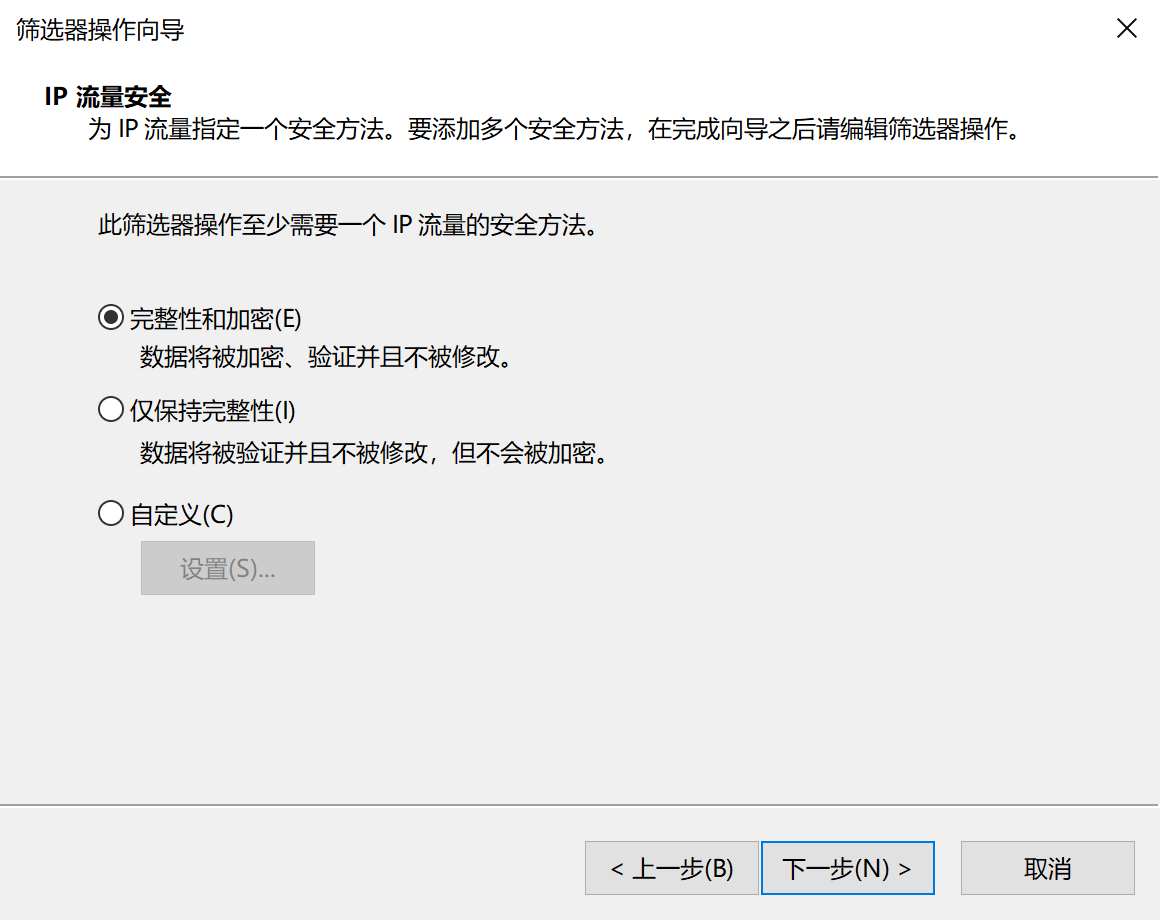 筛选器操作向导
IP 流量安全
为 IP 流量指定一个安全方法。要添加多个安全方法，在完成向导之后请编辑筛选器操作。
此筛选器操作至少需要一个 IP 流量的安全方法。
完整性和加密(E)
数据将被加密、验证并且不被修改。
仅保持完整性(I)
数据将被验证并且不被修改，但不会被加密。
自定义(C)
设置(S)...
< 上一步(B)
下一步(N) >
取消